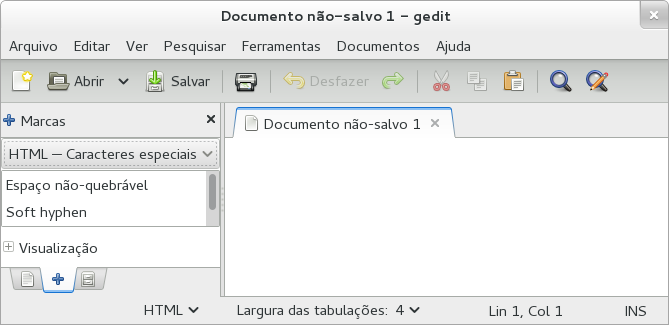 Documento não-salvo 1 – gedit
Arquivo Editar Ver Pesquisar Ferramentas Documentos Ajuda
Abrir Salvar Desfazer
Marcas
Documento não-salvo 1
HTML — Caracteres especiais
Espaço não-quebrável
Soft hyphen
Visualização
HTML Largura das tabulações: 4 Lin 1, Col 1 INS